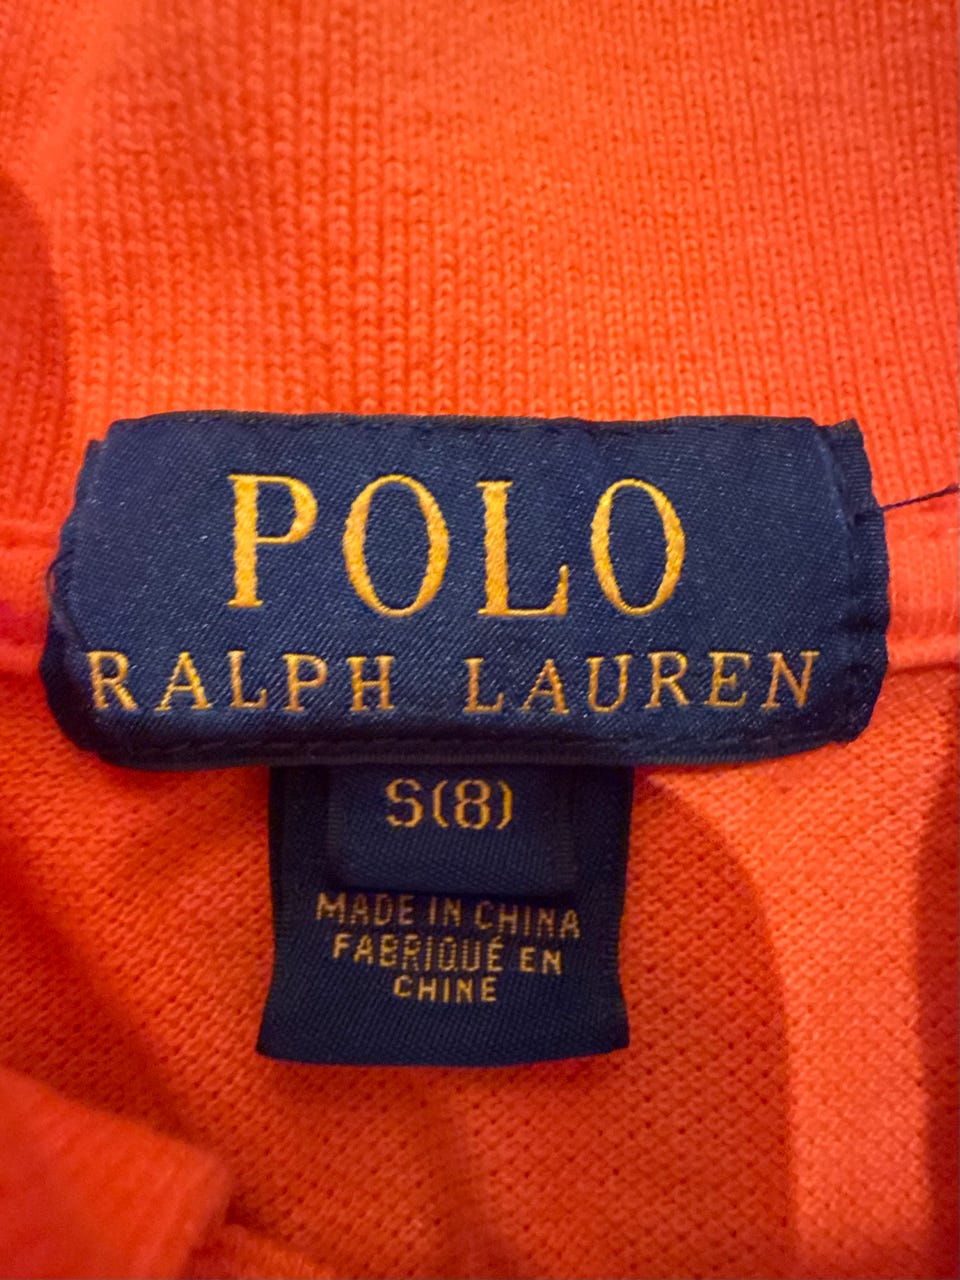 POLO
RALPH LAUREN
S(8)
MADE IN CHINA
FABRIQUÉ EN
CHINE